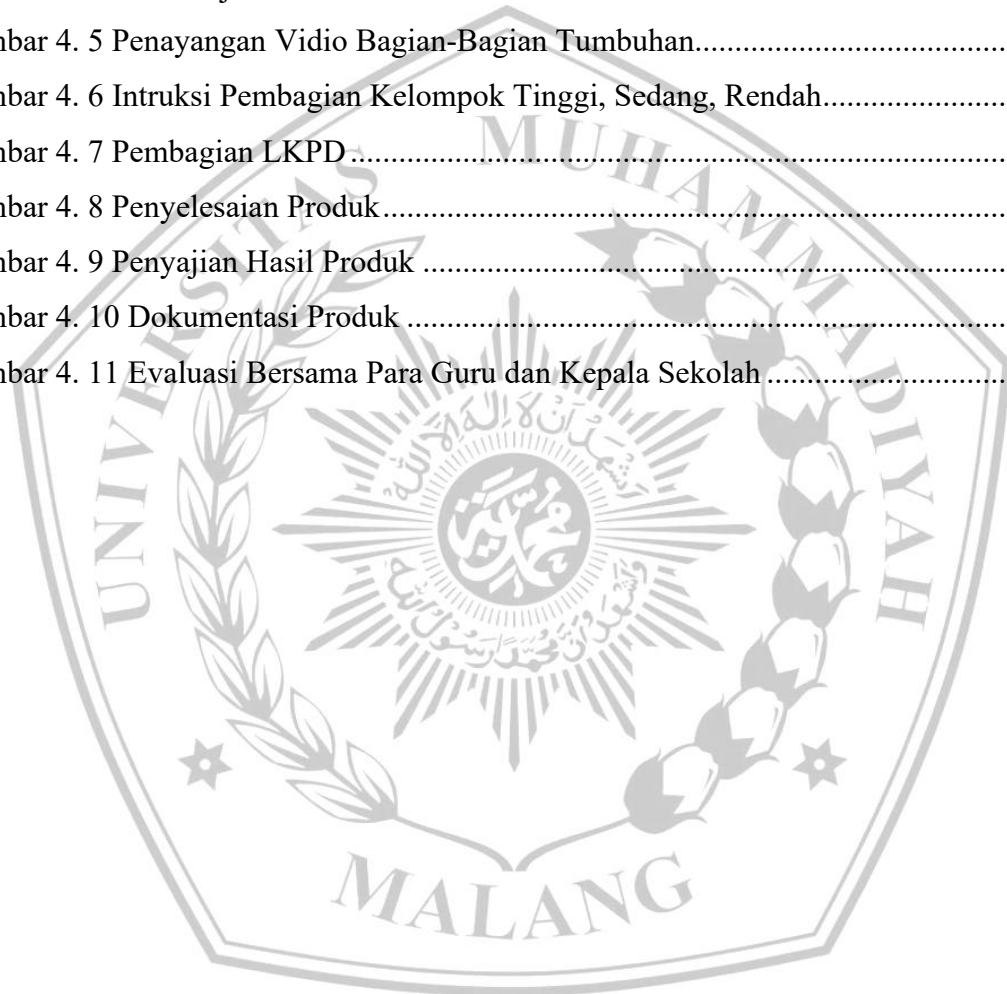 mbar 4. 5 Penayangan Vidio Bagian-Bagian Tumbuhan....................................
mbar 4. 6 Intruksi Pembagian Kelompok Tinggi, Sedang, Rendah.......................
mbar 4. 7 Pembagian LKPD ..............................................................................
mbar 4. 8 Penyelesaian Produk..........................................................................
mbar 4. 9 Penyajian Hasil Produk .....................................................................
mbar 4. 10 Dokumentasi Produk .......................................................................
mbar 4. 11 Evaluasi Bersama Para Guru dan Kepala Sekolah ..............................
UNIVERSITAS MUHAMMADIYAH
MALANG